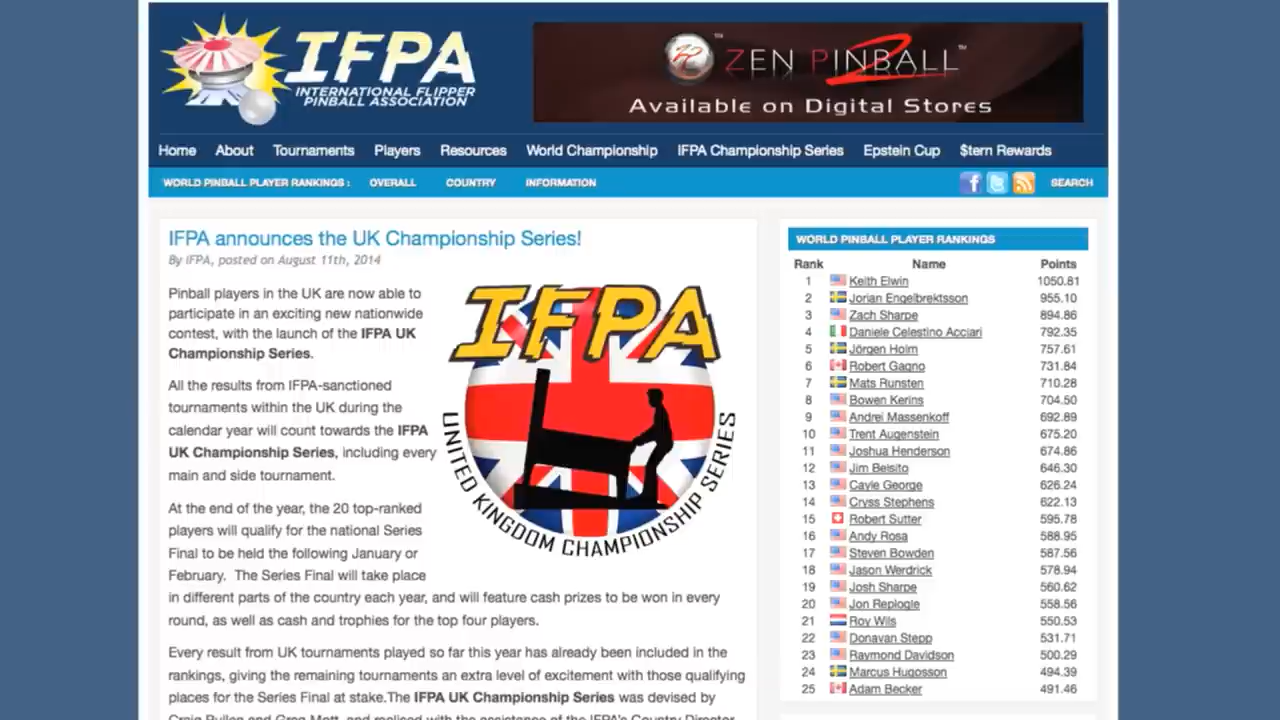 IFPA
INTERNATIONAL FLIPPER
PINBALL ASSOCIATION
ZEN PINBALL 2™
Available on Digital Stores
Home About Tournaments Players Resources World Championship IFPA Championship Series Epstein Cup $tern Rewards
WORLD PINBALL PLAYER RANKINGS : OVERALL COUNTRY INFORMATION SEARCH
IFPA announces the UK Championship Series!
By IFPA, posted on August 11th, 2014
Pinball players in the UK are now able to
participate in an exciting new nationwide
contest, with the launch of the IFPA UK
Championship Series.
All the results from IFPA-sanctioned
tournaments within the UK during the
calendar year will count towards the IFPA
UK Championship Series, including every
main and side tournament.
At the end of the year, the 20 top-ranked
players will qualify for the national Series
Final to be held the following January or
February. The Series Final will take place
in different parts of the country each year, and will feature cash prizes to be won in every
round, as well as cash and trophies for the top four players.
Every result from UK tournaments played so far this year has already been included in the
rankings, giving the remaining tournaments an extra level of excitement with those qualifying
places for the Series Final at stake.The IFPA UK Championship Series was devised by
Craig Pullen and Greg Mott, and realised with the assistance of the IFPA's Country Director
IFPA
UNITED KINGDOM CHAMPIONSHIP SERIES
WORLD PINBALL PLAYER RANKINGS
Rank Name Points
1 Keith Elwin 1050.81
2 Jorian Engelbrektsson 955.10
3 Zach Sharpe 894.86
4 Daniele Celestino Acciari 792.35
5 Jörgen Holm 757.61
6 Robert Gagno 731.84
7 Mats Runsten 710.28
8 Bowen Kerins 704.50
9 Andrei Massenkoff 692.89
10 Trent Augenstein 675.20
11 Joshua Henderson 674.86
12 Jim Belsito 646.30
13 Cayle George 626.24
14 Cryss Stephens 622.13
15 Robert Sutter 595.78
16 Andy Rosa 588.95
17 Steven Bowden 587.56
18 Jason Werdrick 578.94
19 Josh Sharpe 560.62
20 Jon Replogle 558.56
21 Roy Wils 550.53
22 Donavan Stepp 531.71
23 Raymond Davidson 500.29
24 Marcus Hugosson 494.39
25 Adam Becker 491.46